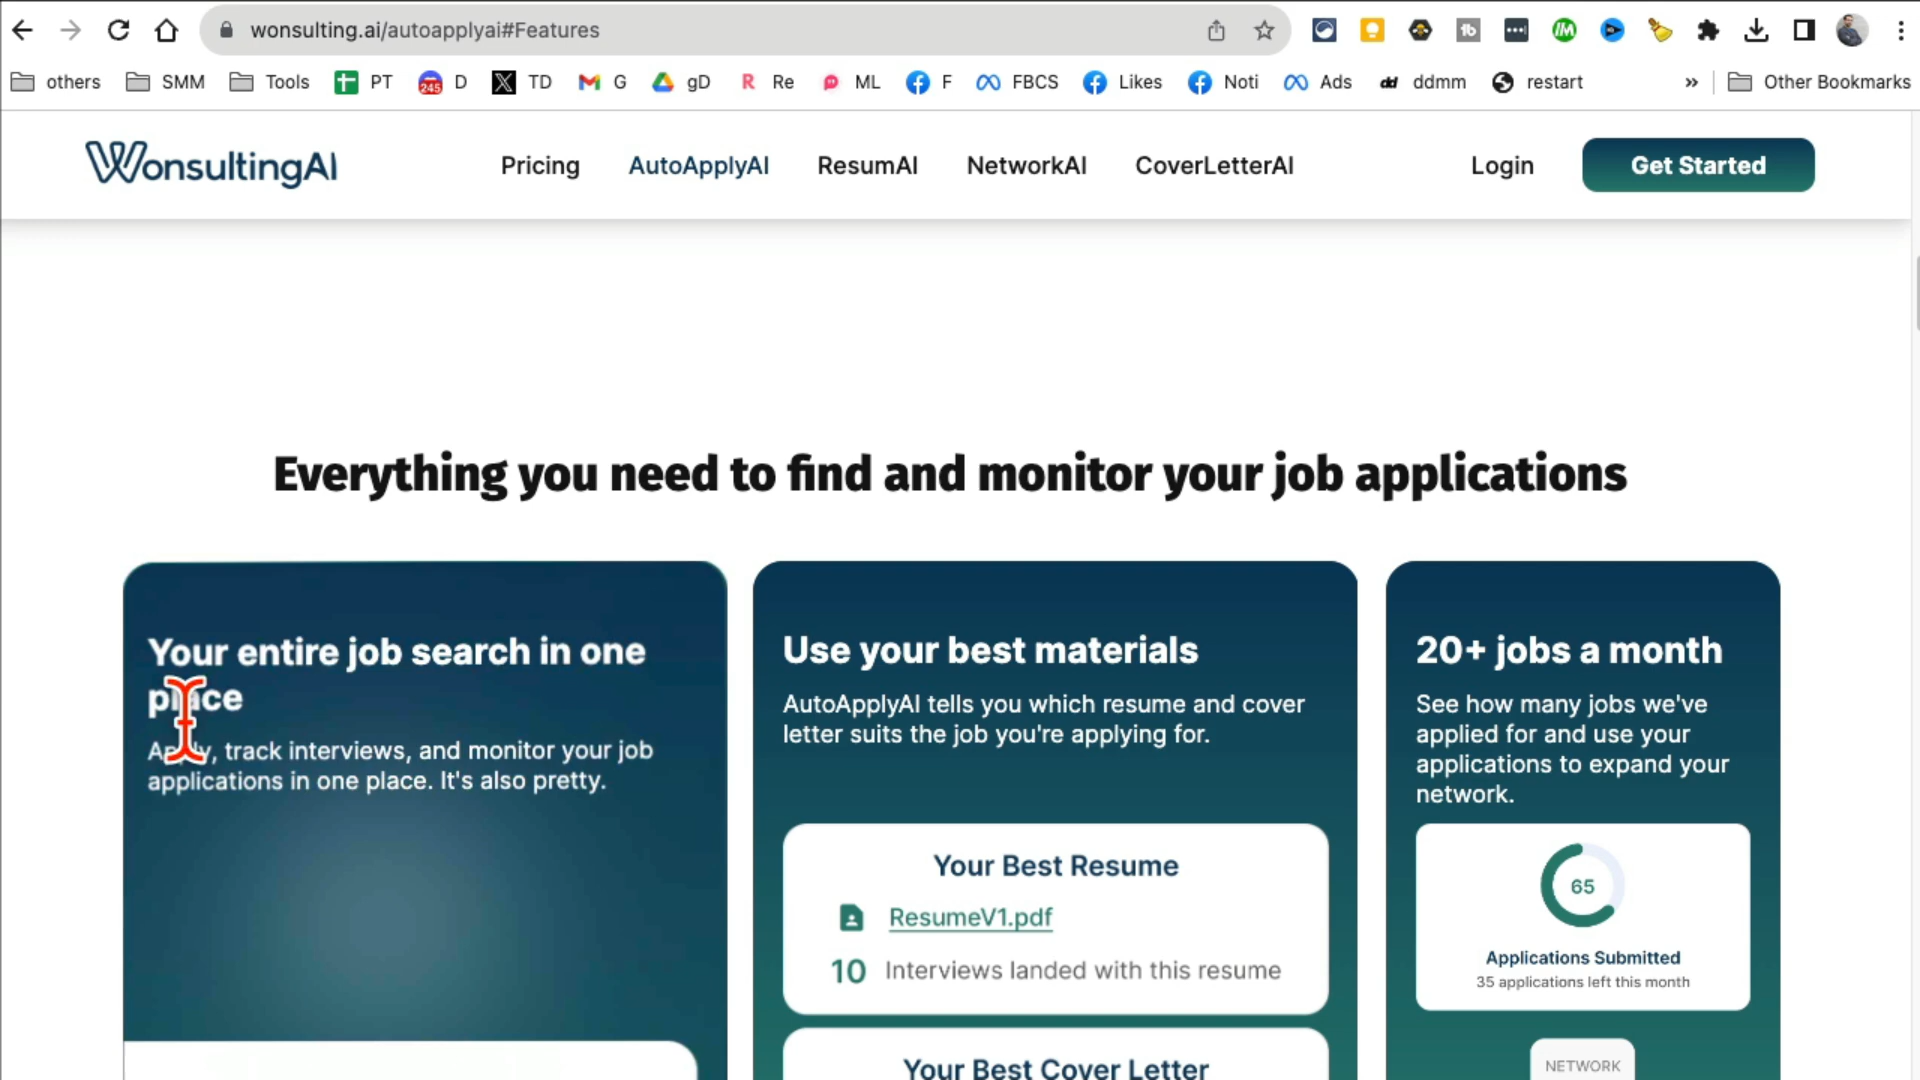 wonsulting.ai/autoapplyai#Features
others SMM Tools PT 245 D TD G gD R Re ML F FBCS Likes Noti Ads dd ddmm restart » Other Bookmarks
WonsultingAI Pricing AutoApplyAI ResumAI NetworkAI CoverLetterAI Login Get Started
Everything you need to find and monitor your job applications
Your entire job search in one
place
Apply, track interviews, and monitor your job
applications in one place. It's also pretty.
Use your best materials
AutoApplyAI tells you which resume and cover
letter suits the job you're applying for.
Your Best Resume
ResumeV1.pdf
10 Interviews landed with this resume
Your Best Cover Letter
20+ jobs a month
See how many jobs we've
applied for and use your
applications to expand your
network.
65
Applications Submitted
35 applications left this month
NETWORK